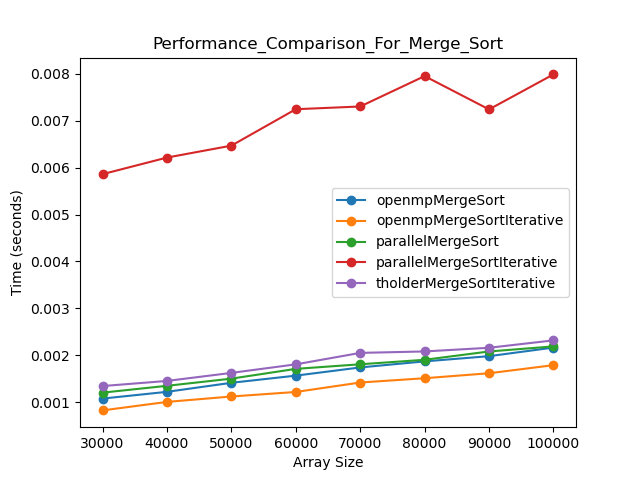 Performance_Comparison_For_Merge_Sort
0.008
0.007
0.006
0.005
0.004
0.003
0.002
0.001
Time (seconds)
openmpMergeSort
openmpMergeSortIterative
parallelMergeSort
parallelMergeSortIterative
tholderMergeSortIterative
30000 40000 50000 60000 70000 80000 90000 100000
Array Size